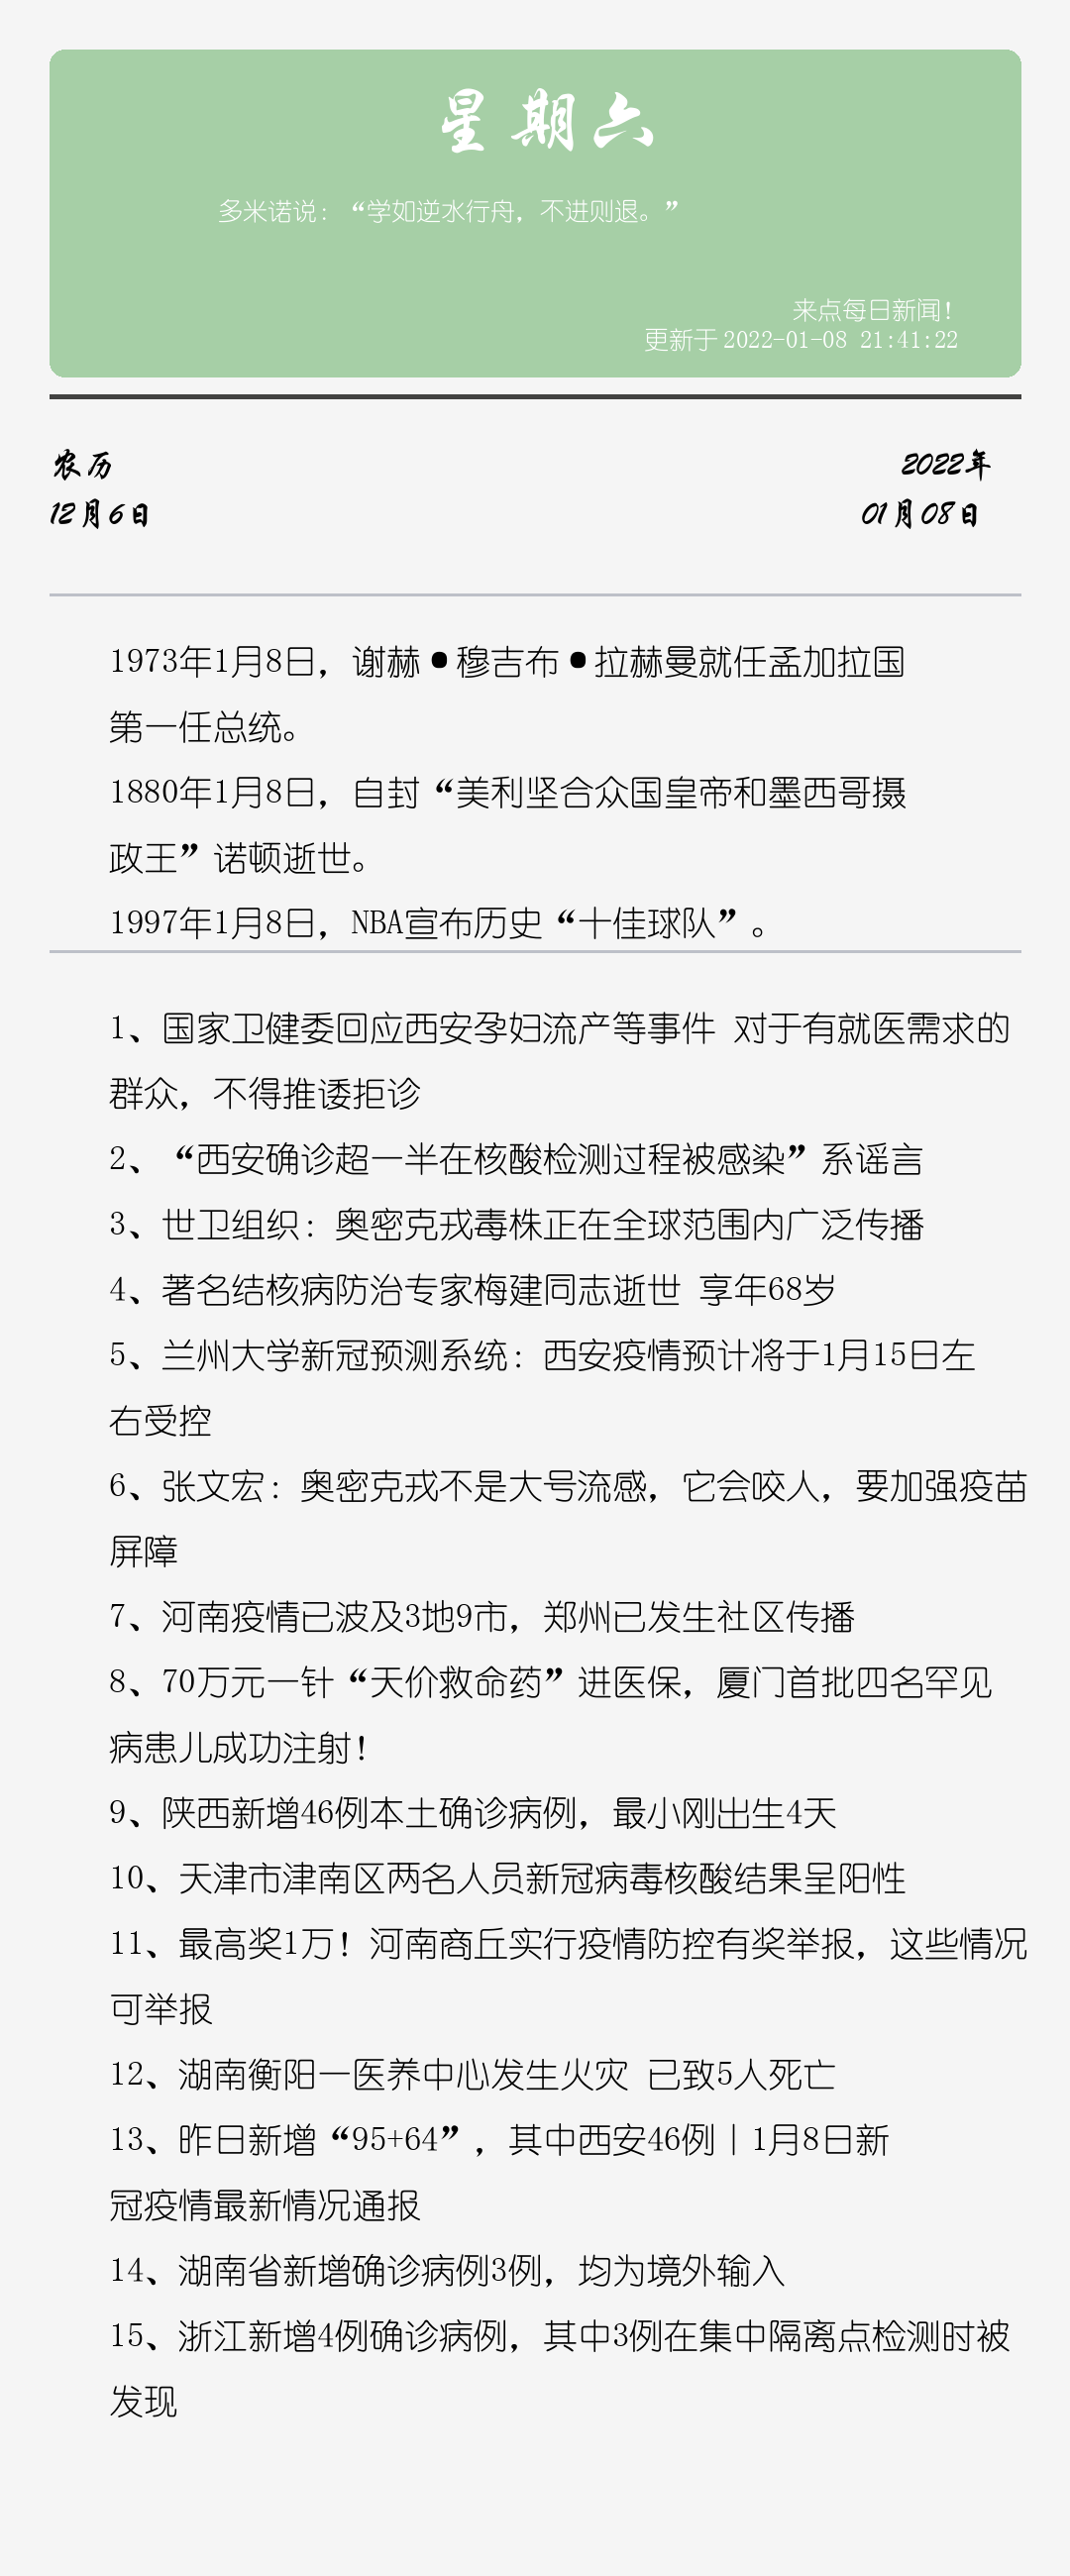 星期六
多米诺说：“学如逆水行舟，不进则退。”
来点每日新闻！
更新于2022-01-08 21:41:22
农历
12月6日
2022年
01月08日
1973年1月8日，谢赫•穆吉布•拉赫曼就任孟加拉国
第一任总统。
1880年1月8日，自封“美利坚合众国皇帝和墨西哥摄
政王”诺顿逝世。
1997年1月8日，NBA宣布历史“十佳球队”。
1、国家卫健委回应西安孕妇流产等事件 对于有就医需求的
群众，不得推诿拒诊
2、“西安确诊超一半在核酸检测过程被感染”系谣言
3、世卫组织：奥密克戎毒株正在全球范围内广泛传播
4、著名结核病防治专家梅建同志逝世 享年68岁
5、兰州大学新冠预测系统：西安疫情预计将于1月15日左
右受控
6、张文宏：奥密克戎不是大号流感，它会咬人，要加强疫苗
屏障
7、河南疫情已波及3地9市，郑州已发生社区传播
8、70万元一针“天价救命药”进医保，厦门首批四名罕见
病患儿成功注射！
9、陕西新增46例本土确诊病例，最小刚出生4天
10、天津市津南区两名人员新冠病毒核酸结果呈阳性
11、最高奖1万！河南商丘实行疫情防控有奖举报，这些情况
可举报
12、湖南衡阳一医养中心发生火灾 已致5人死亡
13、昨日新增“95+64”，其中西安46例丨1月8日新
冠疫情最新情况通报
14、湖南省新增确诊病例3例，均为境外输入
15、浙江新增4例确诊病例，其中3例在集中隔离点检测时被
发现